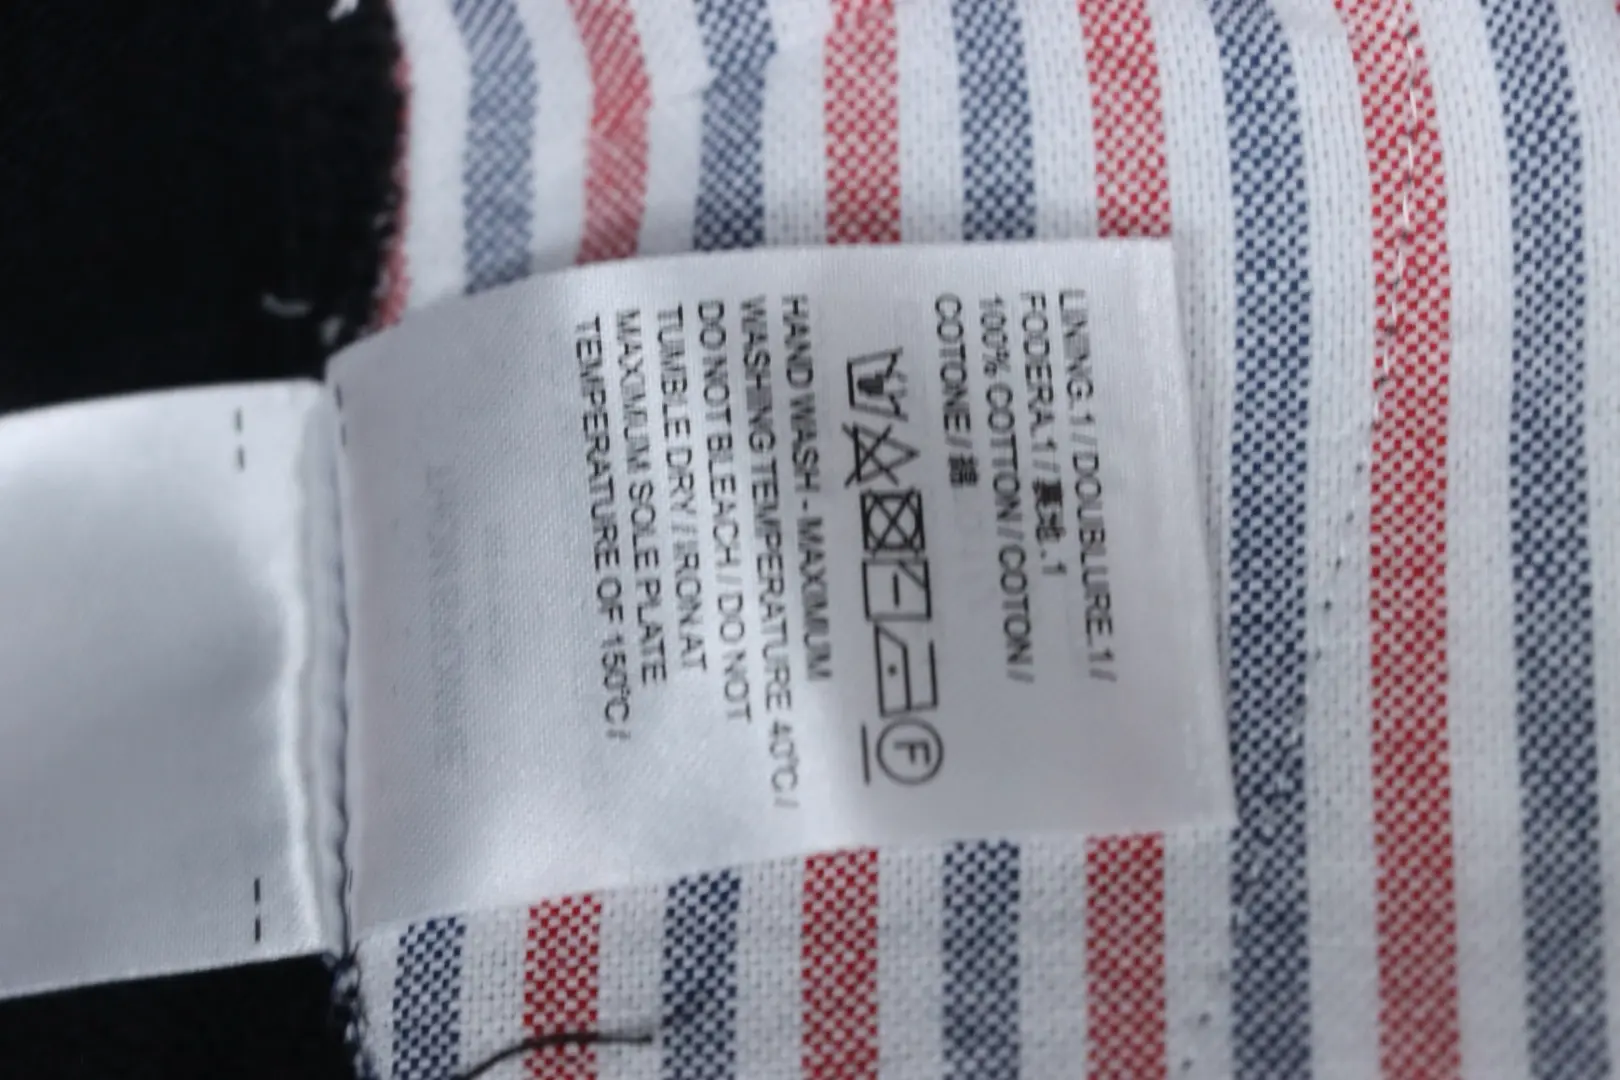 LINING.1 / DOUBLURE.1 /
FODERA.1 / 裏地.1
100% COTTON / COTON /
COTONE / 綿
F
HAND WASH - MAXIMUM
WASHING TEMPERATURE 40°C /
DO NOT BLEACH / DO NOT
TUMBLE DRY / IRON AT
MAXIMUM SOLE PLATE
TEMPERATURE OF 150°C /